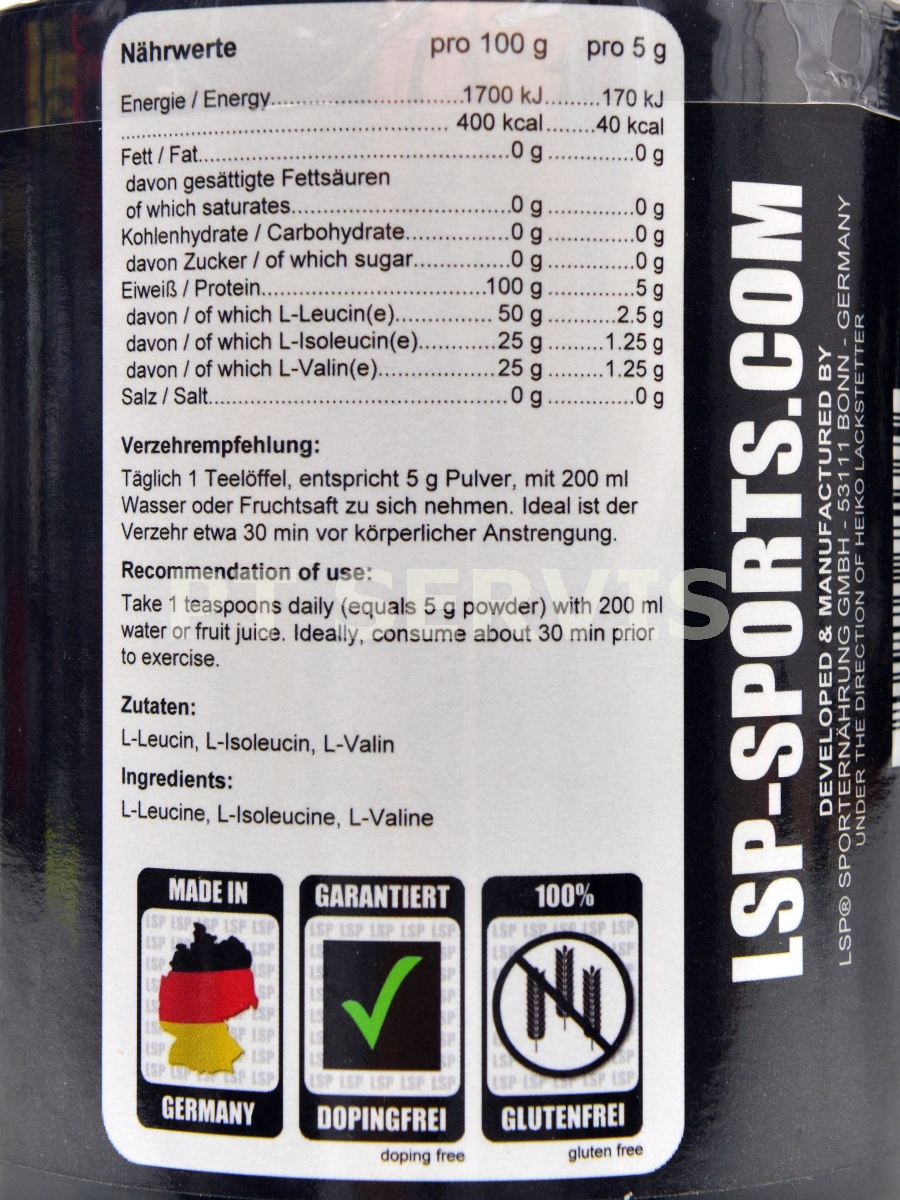 Nährwerte pro 100 g pro 5 g
Energie / Energy..........1700 kJ.........170 kJ
..........400 kcal.......40 kcal
Fett / Fat..........0 g..........0 g
davon gesättigte Fettsäuren
of which saturates..........0 g..........0 g
Kohlenhydrate / Carbohydrate..........0 g..........0 g
davon Zucker / of which sugar..........0 g..........0 g
Eiweiß / Protein..........100 g..........5 g
davon / of which L-Leucin(e)..........50 g..........2.5 g
davon / of which L-Isoleucin(e)..........25 g..........1.25 g
davon / of which L-Valin(e)..........25 g..........1.25 g
Salz / Salt..........0 g..........0 g
Verzehrempfehlung:
Täglich 1 Teelöffel, entspricht 5 g Pulver, mit 200 ml
Wasser oder Fruchtsaft zu sich nehmen. Ideal ist der
Verzehr etwa 30 min vor körperlicher Anstrengung.
Recommendation of use:
Take 1 teaspoons daily (equals 5 g powder) with 200 ml
water or fruit juice. Ideally, consume about 30 min prior
to exercise.
Zutaten:
L-Leucin, L-Isoleucin, L-Valin
Ingredients:
L-Leucine, L-Isoleucine, L-Valine
MADE IN
GERMANY
GARANTIERT
DOPINGFREI
doping free
100%
GLUTENFREI
gluten free
LSP-SPORTS.COM
DEVELOPED & MANUFACTURED BY
LSP® SPORTERNÄHRUNG GMBH - 53111 BONN - GERMANY
UNDER THE DIRECTION OF HEIKO LACKSTETTER
SERVIS